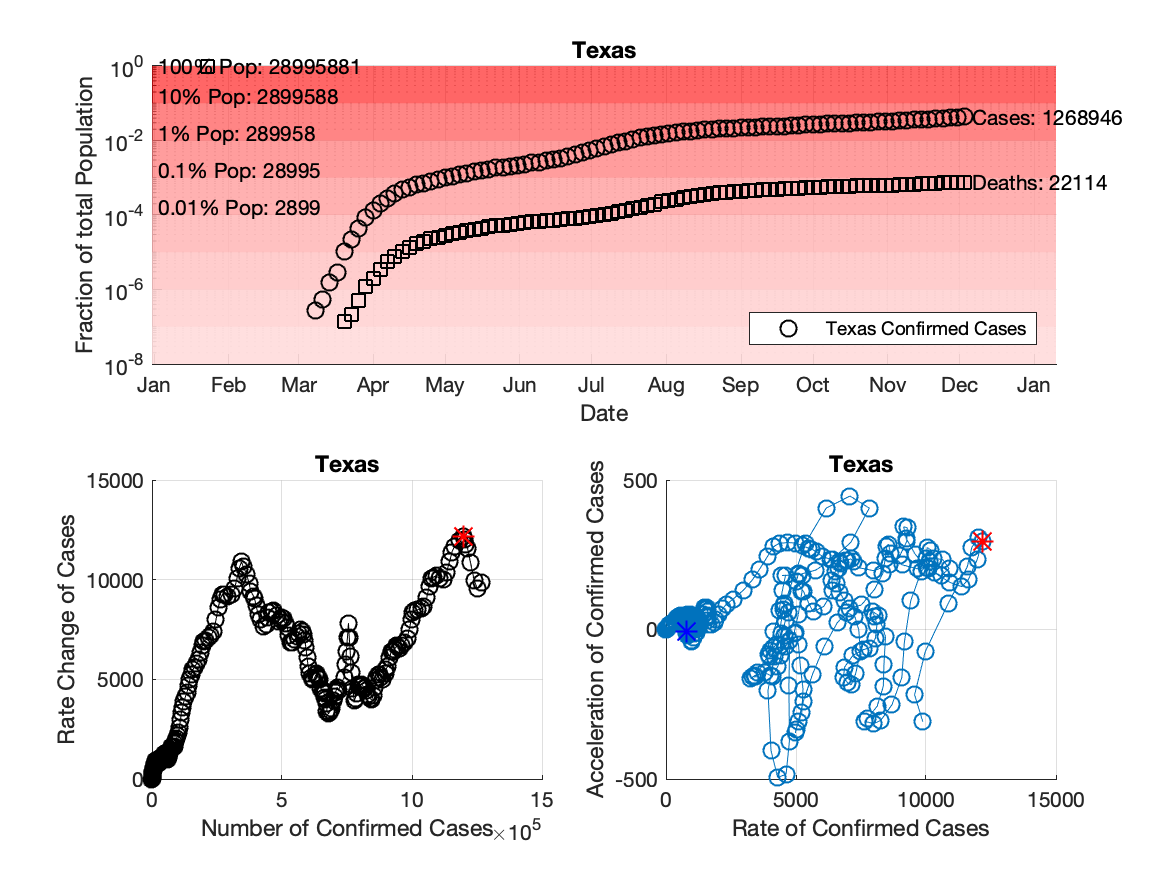 Texas
10^0
10^-2
10^-4
10^-6
10^-8
Fraction of total Population
100% Pop: 28995881
10% Pop: 2899588
1% Pop: 289958
0.1% Pop: 28995
0.01% Pop: 2899
Cases: 1268946
Deaths: 22114
Texas Confirmed Cases
Jan Feb Mar Apr May Jun Jul Aug Sep Oct Nov Dec Jan
Date
Texas
15000
10000
5000
0
Rate Change of Cases
0 5 10 15
Number of Confirmed Cases ×10^5
Texas
500
0
-500
Acceleration of Confirmed Cases
0 5000 10000 15000
Rate of Confirmed Cases